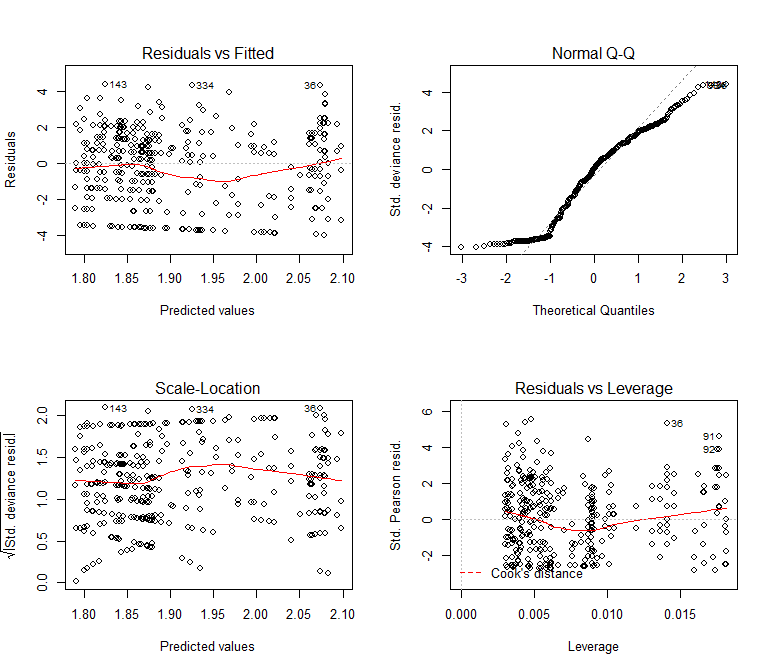 Residuals vs Fitted
Residuals
4
2
0
-2
-4
143
334
36
1.80 1.85 1.90 1.95 2.00 2.05 2.10
Predicted values
Normal Q-Q
Std. deviance resid.
4
2
0
-2
-4
-3 -2 -1 0 1 2 3
Theoretical Quantiles
Scale-Location
√|Std. deviance resid.|
2.0
1.5
1.0
0.5
0.0
143
334
36
1.80 1.85 1.90 1.95 2.00 2.05 2.10
Predicted values
Residuals vs Leverage
Std. Pearson resid.
6
4
2
0
-2
36
91
92
Cook's distance
0.000 0.005 0.010 0.015
Leverage